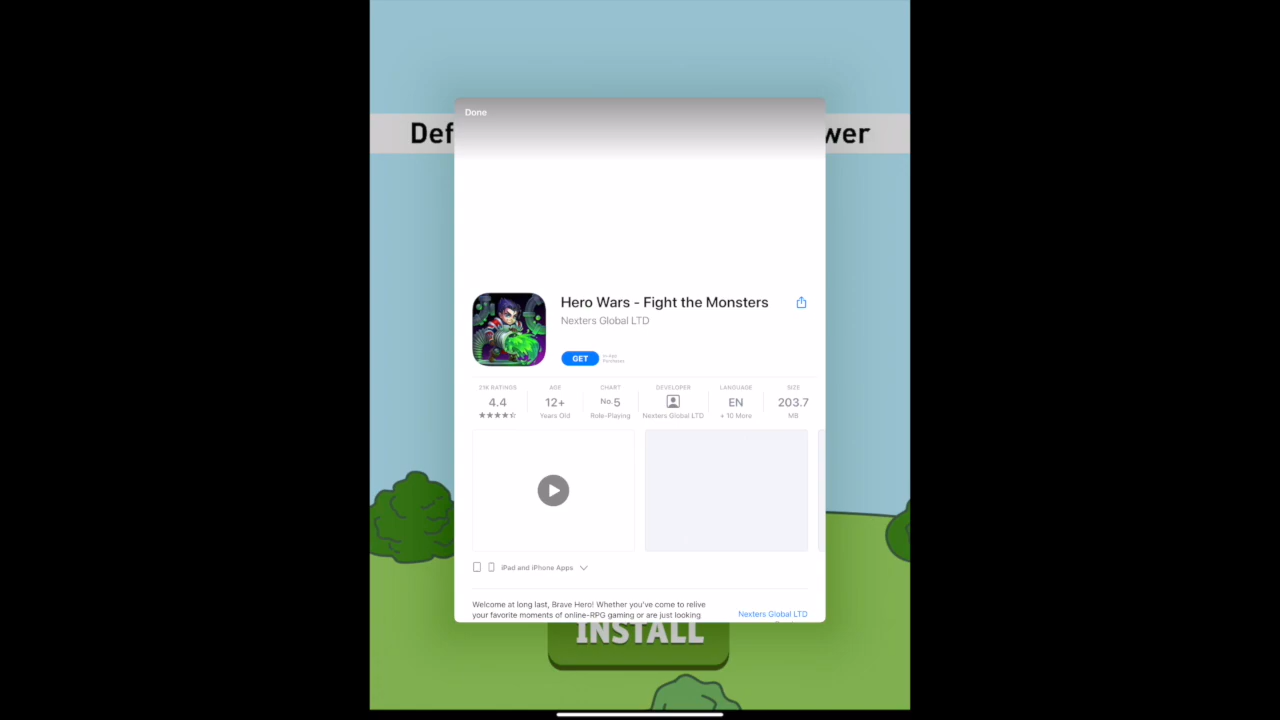 Done
Def
wer
Hero Wars - Fight the Monsters
Nexters Global LTD
GET
In-App
Purchases
21K RATINGS
4.4
AGE
12+
Years Old
CHART
No.5
Role-Playing
DEVELOPER
Nexters Global LTD
LANGUAGE
EN
+ 10 More
SIZE
203.7
MB
iPad and iPhone Apps
Welcome at long last, Brave Hero! Whether you've come to relive
your favorite moments of online-RPG gaming or are just looking
Nexters Global LTD
INSTALL